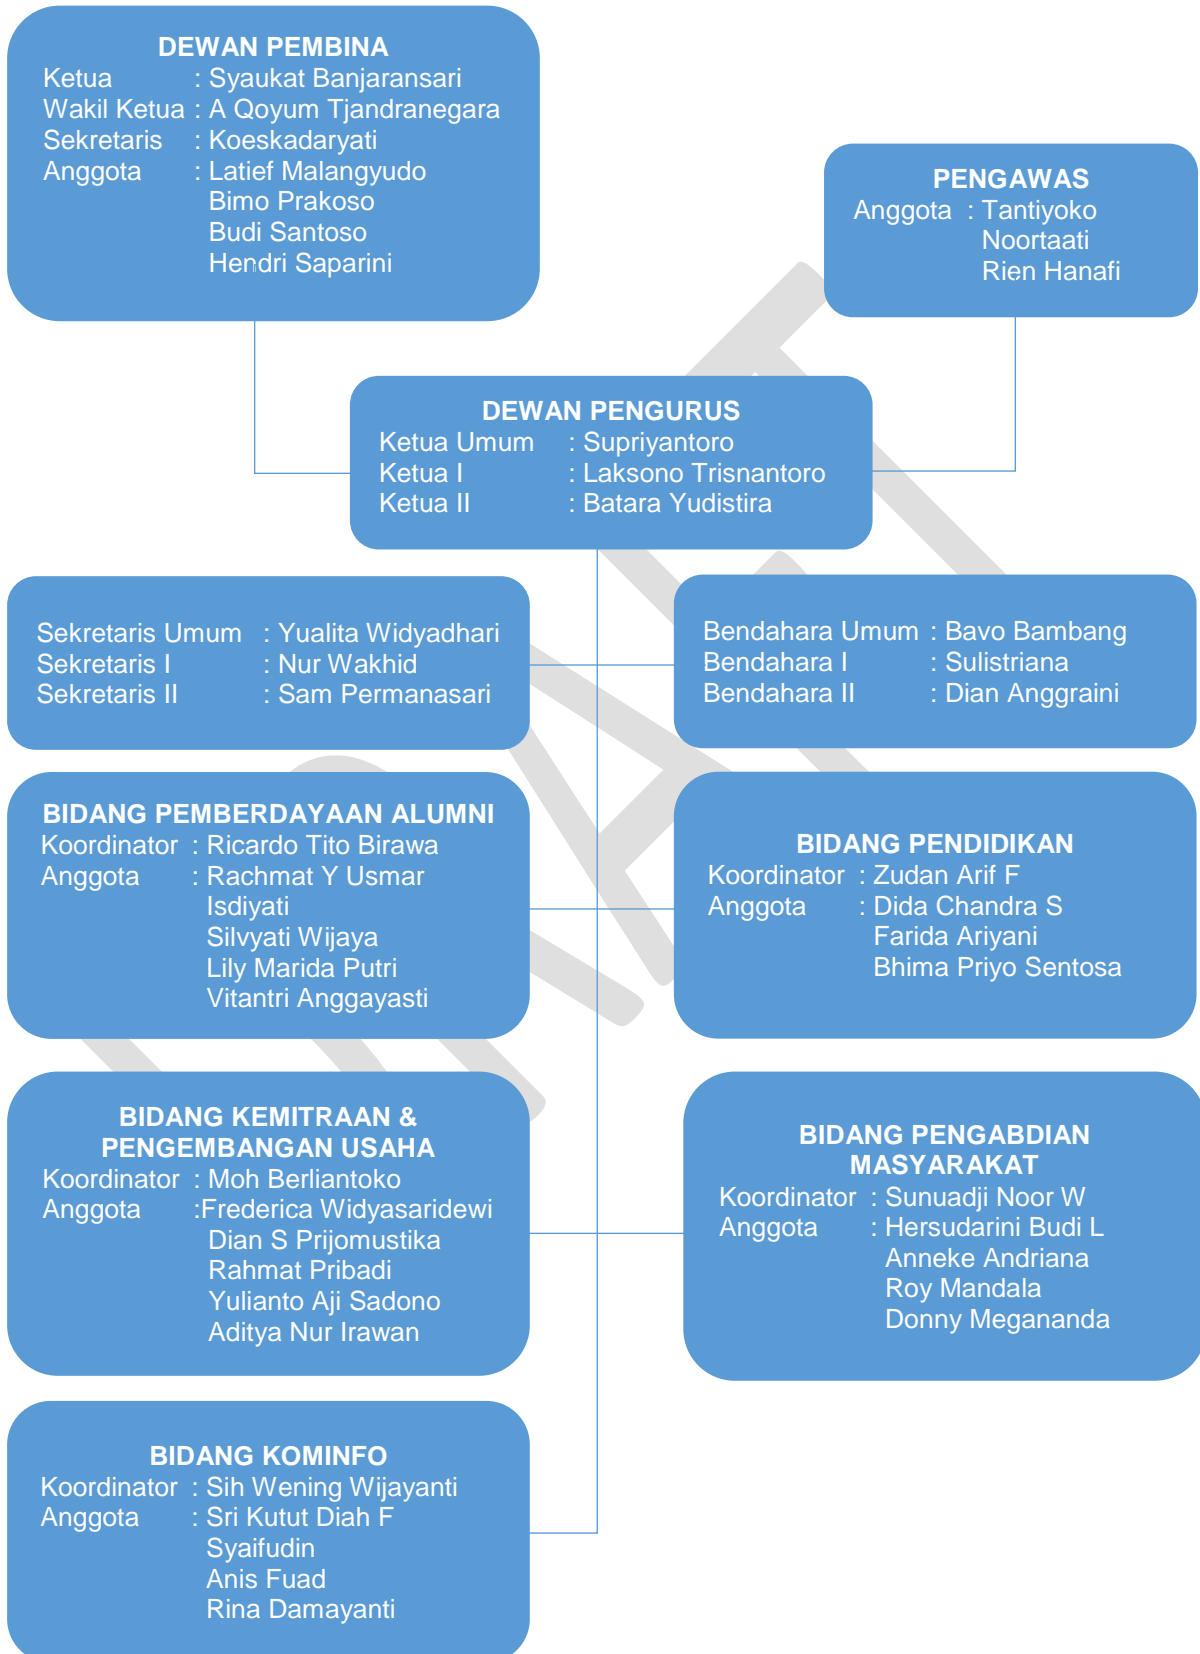 DEWAN PEMBINA
Ketua : Syaukat Banjaransari
Wakil Ketua : A Qoyum Tjandranegara
Sekretaris : Koeskadaryati
Anggota : Latief Malangyudo
Bimo Prakoso
Budi Santoso
Hendri Saparini
PENGAWAS
Anggota : Tantiyoko
Noortaati
Rien Hanafi
DEWAN PENGURUS
Ketua Umum : Supriyantoro
Ketua I : Laksono Trisnantoro
Ketua II : Batara Yudistira
Sekretaris Umum : Yualita Widyadhari
Sekretaris I : Nur Wakhid
Sekretaris II : Sam Permanasari
Bendahara Umum : Bavo Bambang
Bendahara I : Sulistriana
Bendahara II : Dian Anggraini
BIDANG PEMBERDAYAAN ALUMNI
Koordinator : Ricardo Tito Birawa
Anggota : Rachmat Y Usmar
Isdiyati
Silvyati Wijaya
Lily Marida Putri
Vitantri Anggayasti
BIDANG PENDIDIKAN
Koordinator : Zudan Arif F
Anggota : Dida Chandra S
Farida Ariyani
Bhima Priyo Sentosa
BIDANG KEMITRAAN &
PENGEMBANGAN USAHA
Koordinator : Moh Berliantoko
Anggota :Frederica Widyasaridewi
Dian S Prijomustika
Rahmat Pribadi
Yulianto Aji Sadono
Aditya Nur Irawan
BIDANG PENGABDIAN
MASYARAKAT
Koordinator : Sunuadji Noor W
Anggota : Hersudarini Budi L
Anneke Andriana
Roy Mandala
Donny Megananda
BIDANG KOMINFO
Koordinator : Sih Wening Wijayanti
Anggota : Sri Kutut Diah F
Syaifudin
Anis Fuad
Rina Damayanti